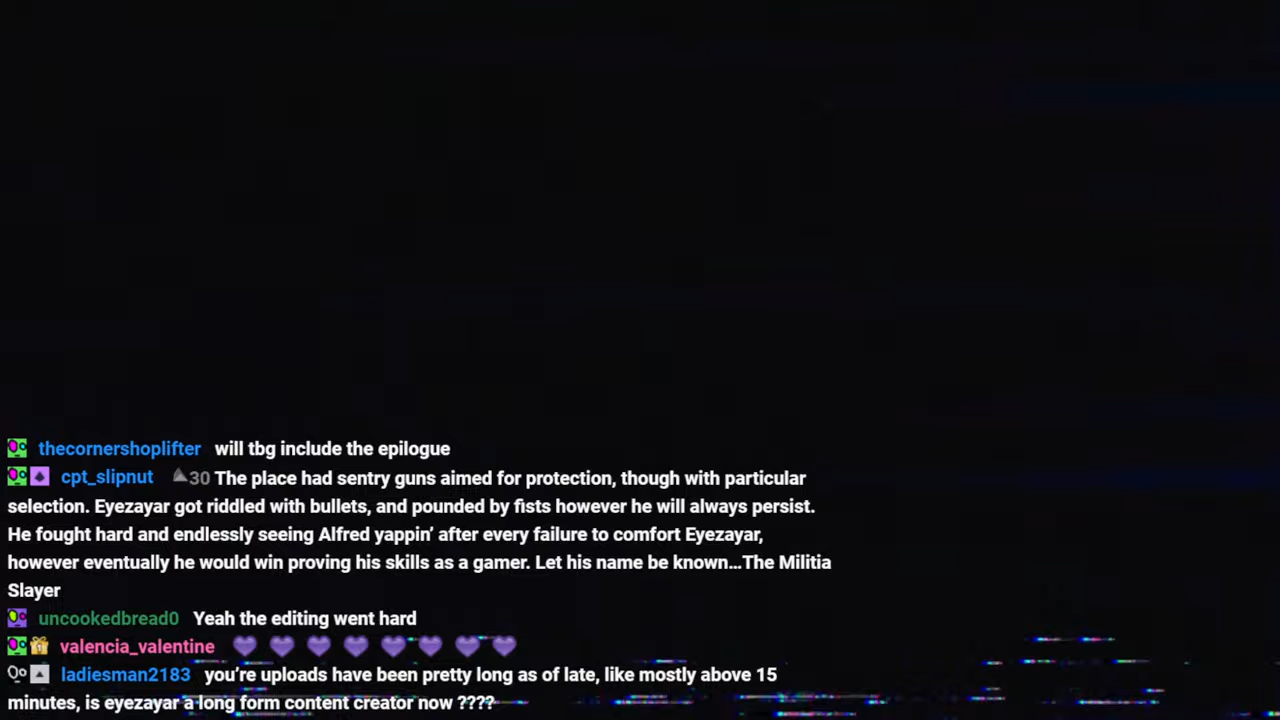 thecornershoplifter will tbg include the epilogue
cpt_slipnut 30 The place had sentry guns aimed for protection, though with particular
selection. Eyezayar got riddled with bullets, and pounded by fists however he will always persist.
He fought hard and endlessly seeing Alfred yappin’ after every failure to comfort Eyezayar,
however eventually he would win proving his skills as a gamer. Let his name be known...The Militia
Slayer
uncookedbread0 Yeah the editing went hard
valencia_valentine 💜 💜 💜 💜 💜 💜 💜 💜
ladiesman2183 you’re uploads have been pretty long as of late, like mostly above 15
minutes, is eyezayar a long form content creator now ????